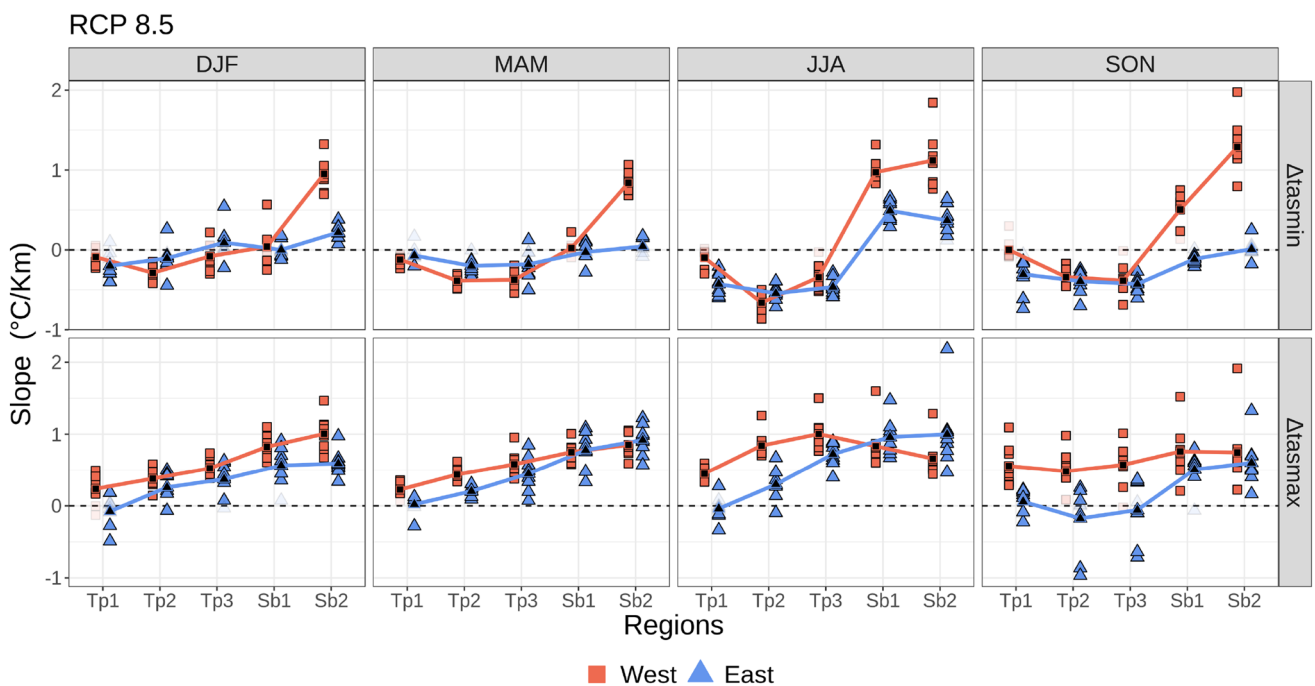 RCP 8.5
DJF MAM JJA SON
2
1
0
-1
Δtasmin
2
1
0
-1
Δtasmax
Slope (°C/Km)
Tp1 Tp2 Tp3 Sb1 Sb2 Tp1 Tp2 Tp3 Sb1 Sb2 Tp1 Tp2 Tp3 Sb1 Sb2 Tp1 Tp2 Tp3 Sb1 Sb2
Regions
West East